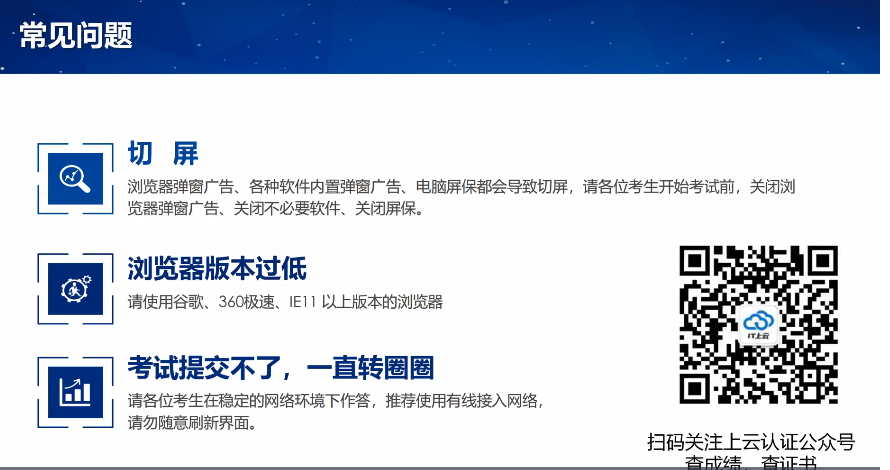 常见问题
切 屏
浏览器弹窗广告、各种软件内置弹窗广告、电脑屏保都会导致切屏，请各位考生开始考试前，关闭浏
览器弹窗广告、关闭不必要软件、关闭屏保。
浏览器版本过低
请使用谷歌、360极速、IE11 以上版本的浏览器
考试提交不了，一直转圈圈
请各位考生在稳定的网络环境下作答，推荐使用有线接入网络，
请勿随意刷新界面。
IT上云
扫码关注上云认证公众号
查成绩、查证书